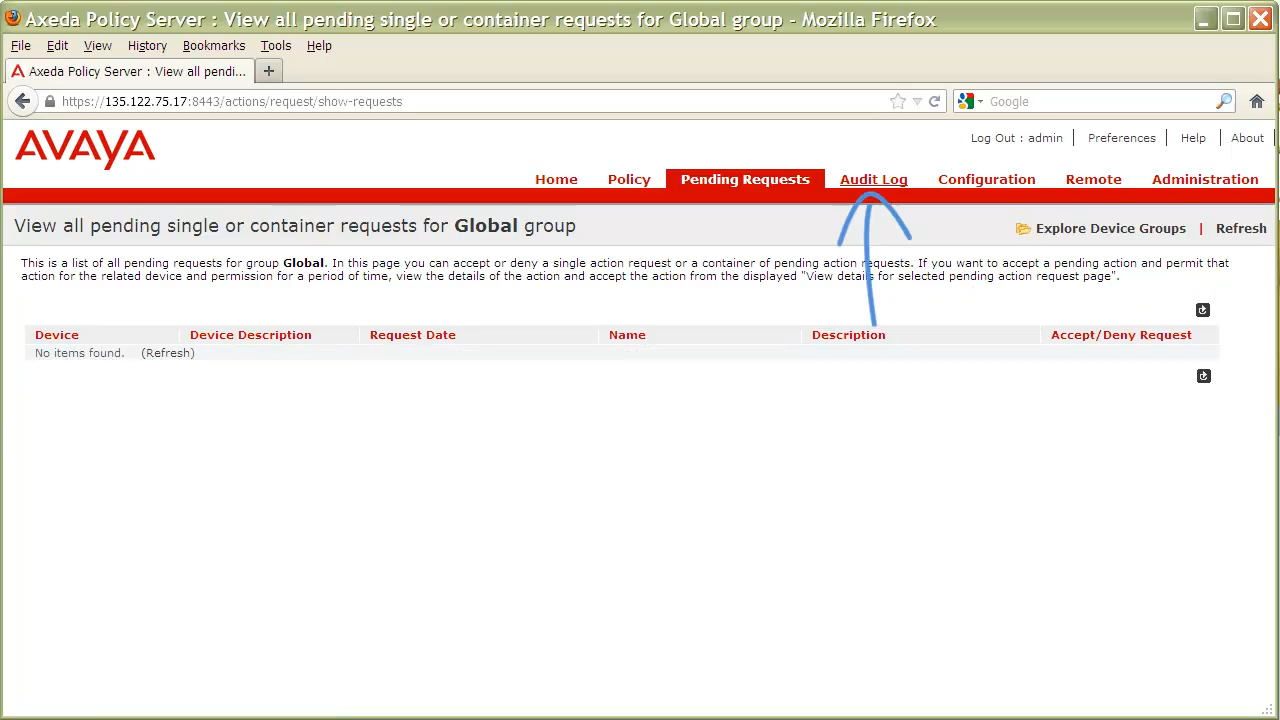 Axeda Policy Server : View all pending single or container requests for Global group - Mozilla Firefox
File Edit View History Bookmarks Tools Help
Axeda Policy Server : View all pendi... +
https://135.122.75.17:8443/action/request/show-requests Google
AVAYA
Log Out : admin Preferences Help About
Home Policy Pending Requests Audit Log Configuration Remote Administration
View all pending single or container requests for Global group Explore Device Groups | Refresh
This is a list of all pending requests for group Global. In this page you can accept or deny a single action request or a container of pending action requests. If you want to accept a pending action and permit that
action for the related device and permission for a period of time, view the details of the action and accept the action from the displayed "View details for selected pending action request page".
Device Device Description Request Date Name Description Accept/Deny Request
No items found. (Refresh)